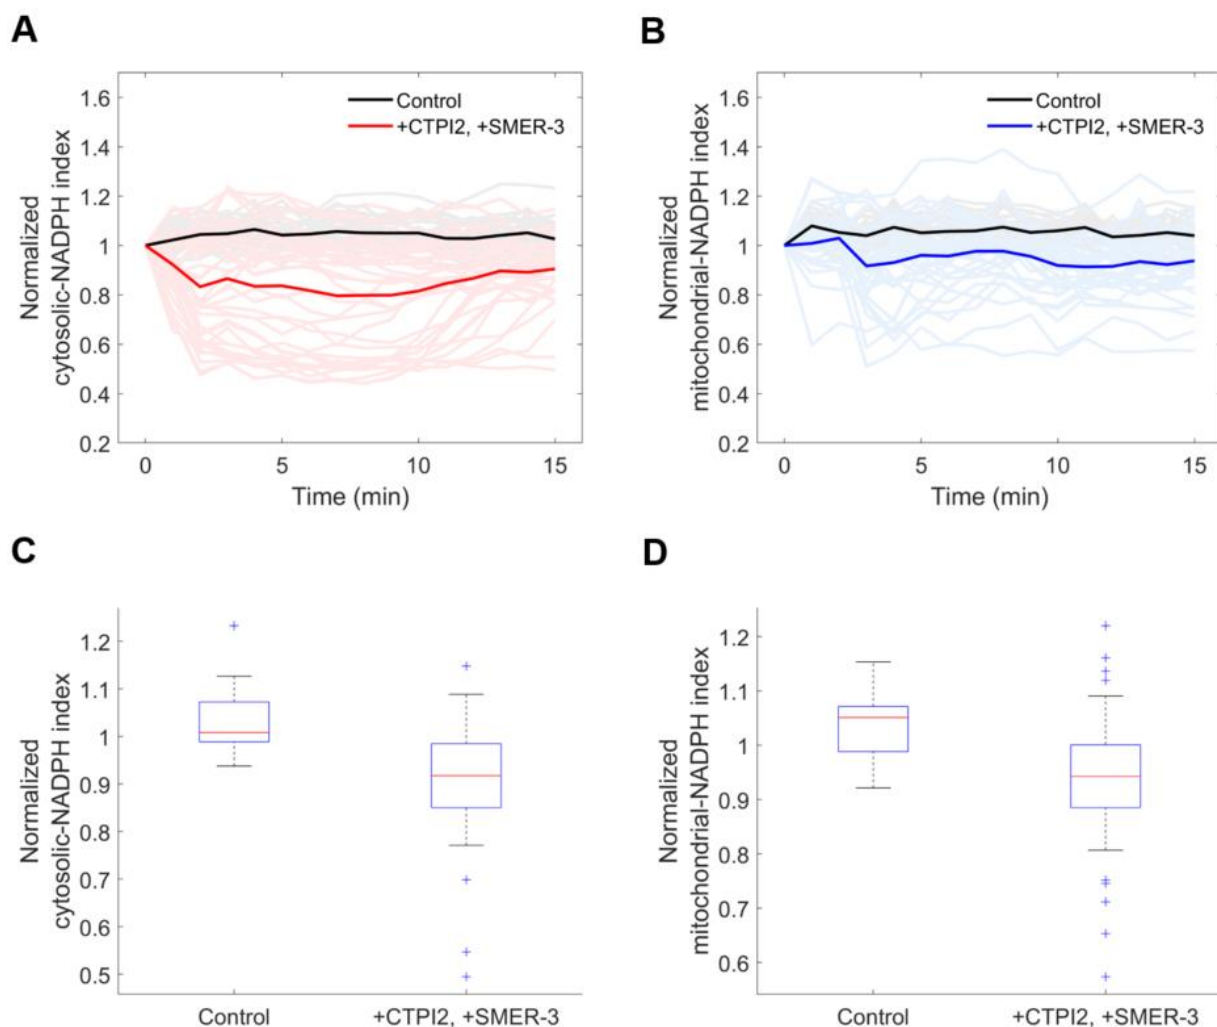 A
Normalized
cytosolic-NADPH index
1.6
1.4
1.2
1
0.8
0.6
0.4
0.2
Control
+CTPI2, +SMER-3
0 5 10 15
Time (min)
B
Normalized
mitochondrial-NADPH index
1.6
1.4
1.2
1
0.8
0.6
0.4
0.2
Control
+CTPI2, +SMER-3
0 5 10 15
Time (min)
C
Normalized
cytosolic-NADPH index
1.2
1.1
1
0.9
0.8
0.7
0.6
0.5
Control +CTPI2, +SMER-3
D
Normalized
mitochondrial-NADPH index
1.2
1.1
1
0.9
0.8
0.7
0.6
Control +CTPI2, +SMER-3